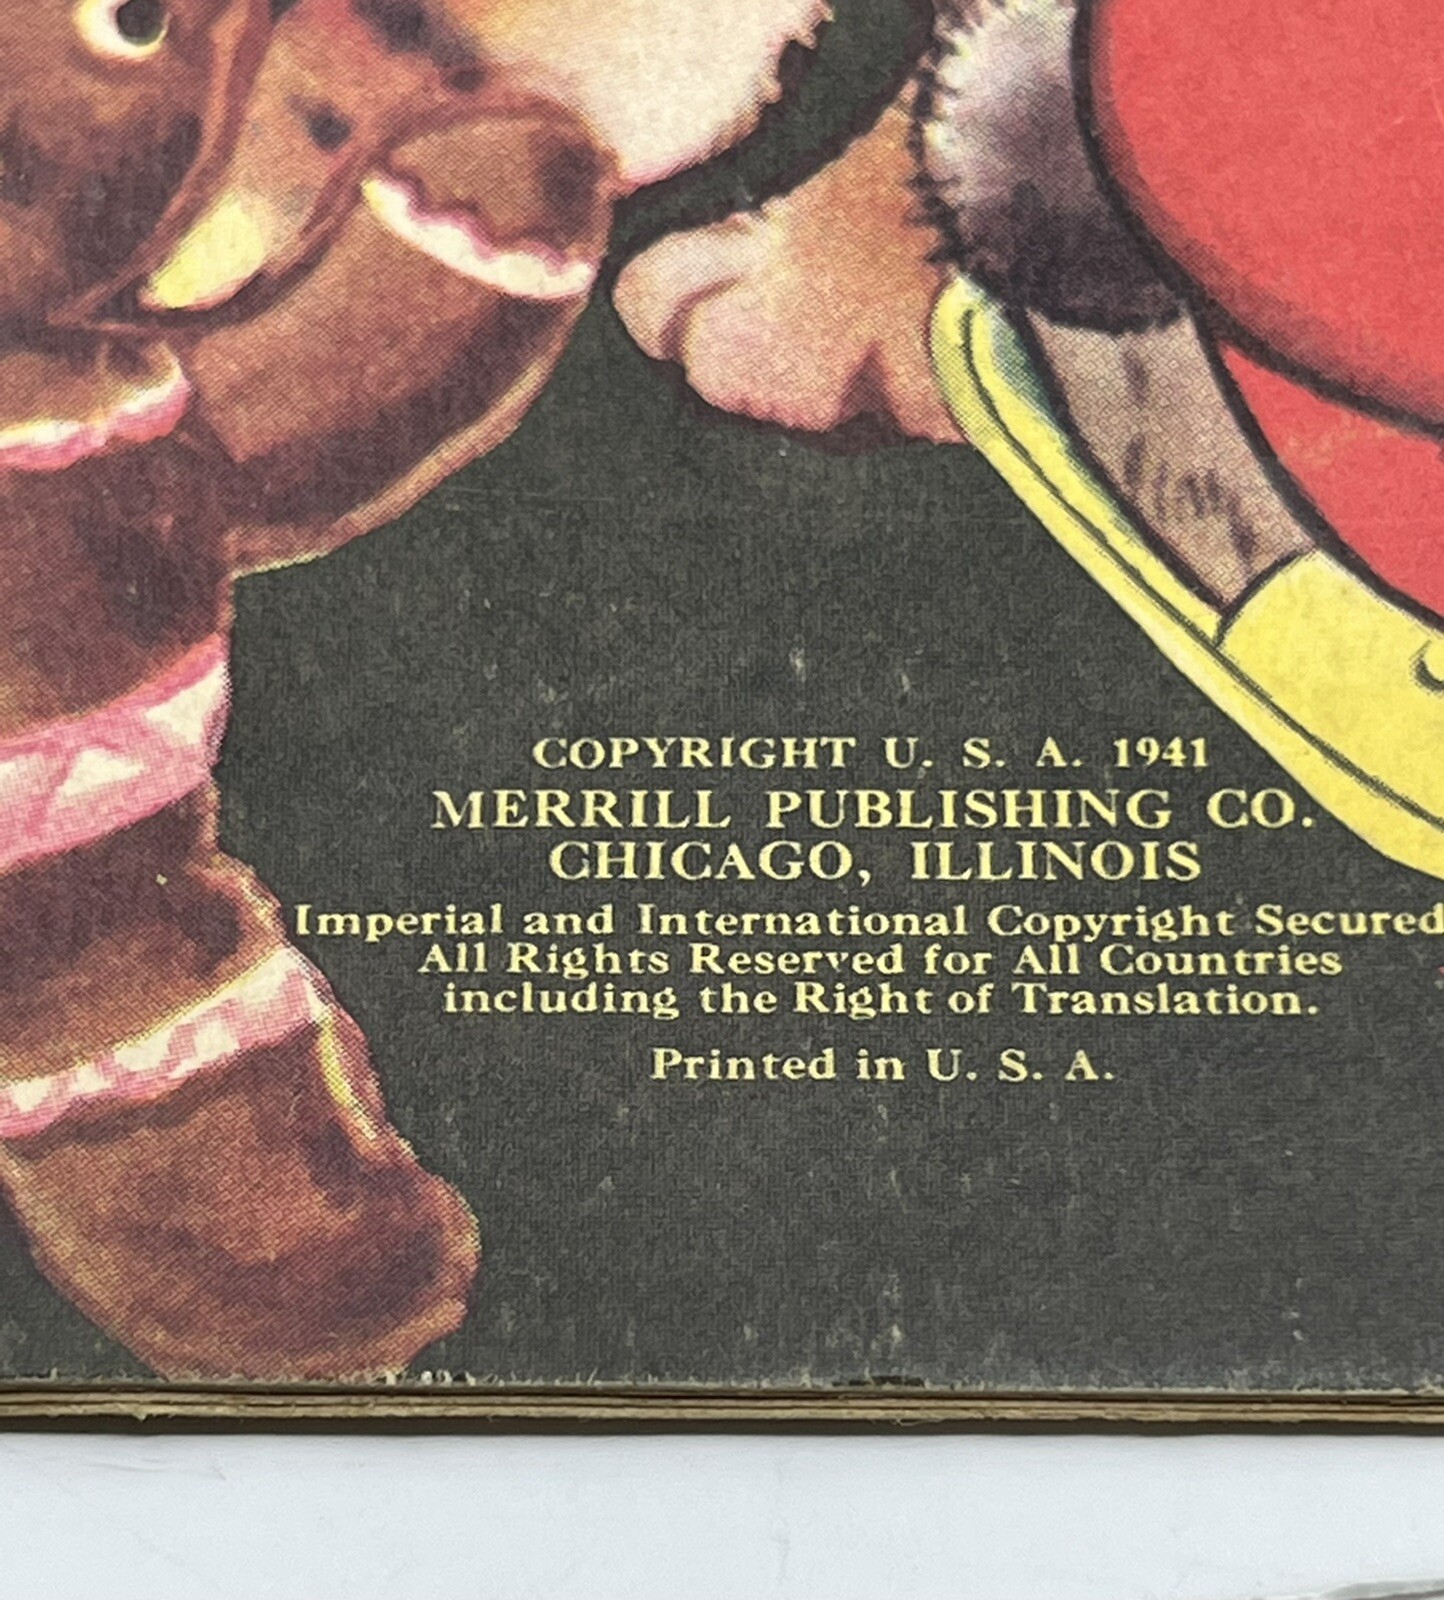 COPYRIGHT U. S. A. 1941
MERRILL PUBLISHING CO.
CHICAGO, ILLINOIS
Imperial and International Copyright Secured
All Rights Reserved for All Countries
including the Right of Translation.
Printed in U. S. A.